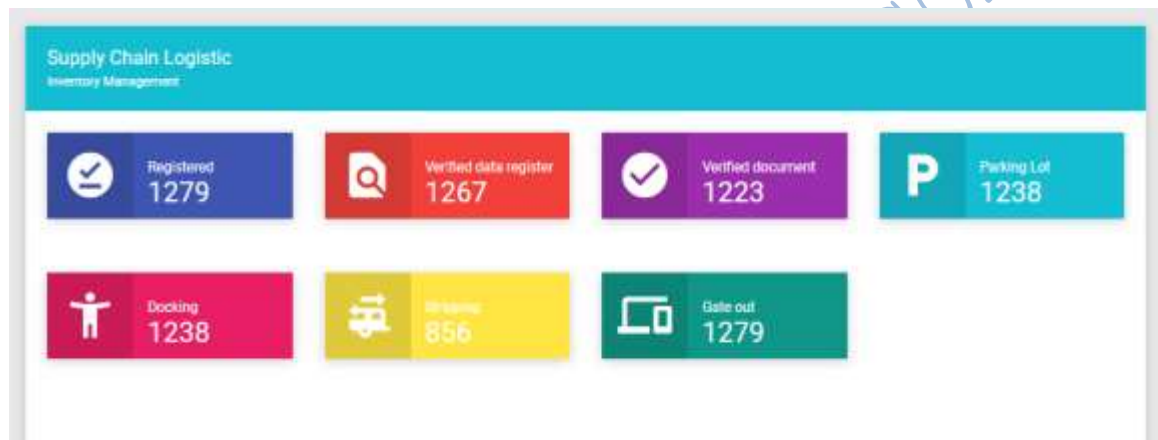 Supply Chain Logistic
Inventory Management
Registered
1279
Verified data register
1267
Verified document
1223
Parking Lot
1238
Docking
1238
856
Gate out
1279